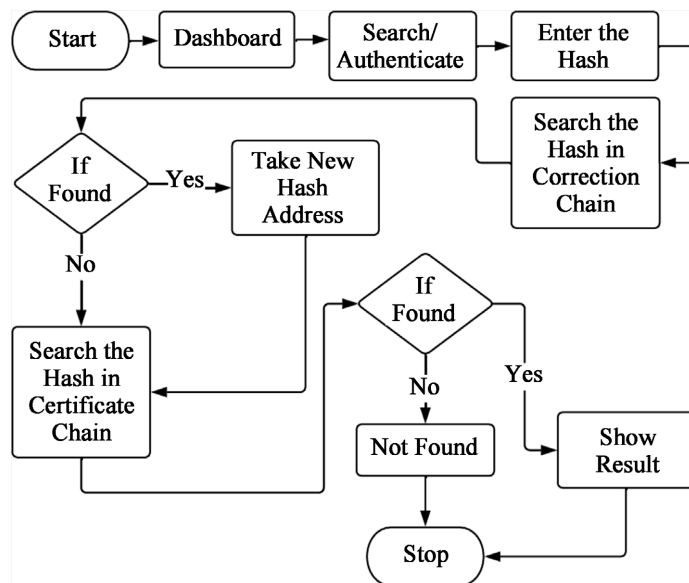 Start
Dashboard
Search/
Authenticate
Enter the
Hash
Search the
Hash in
Correction
Chain
If
Found
Yes
Take New
Hash
Address
No
Search the
Hash in
Certificate
Chain
If
Found
No
Yes
Not Found
Show
Result
Stop